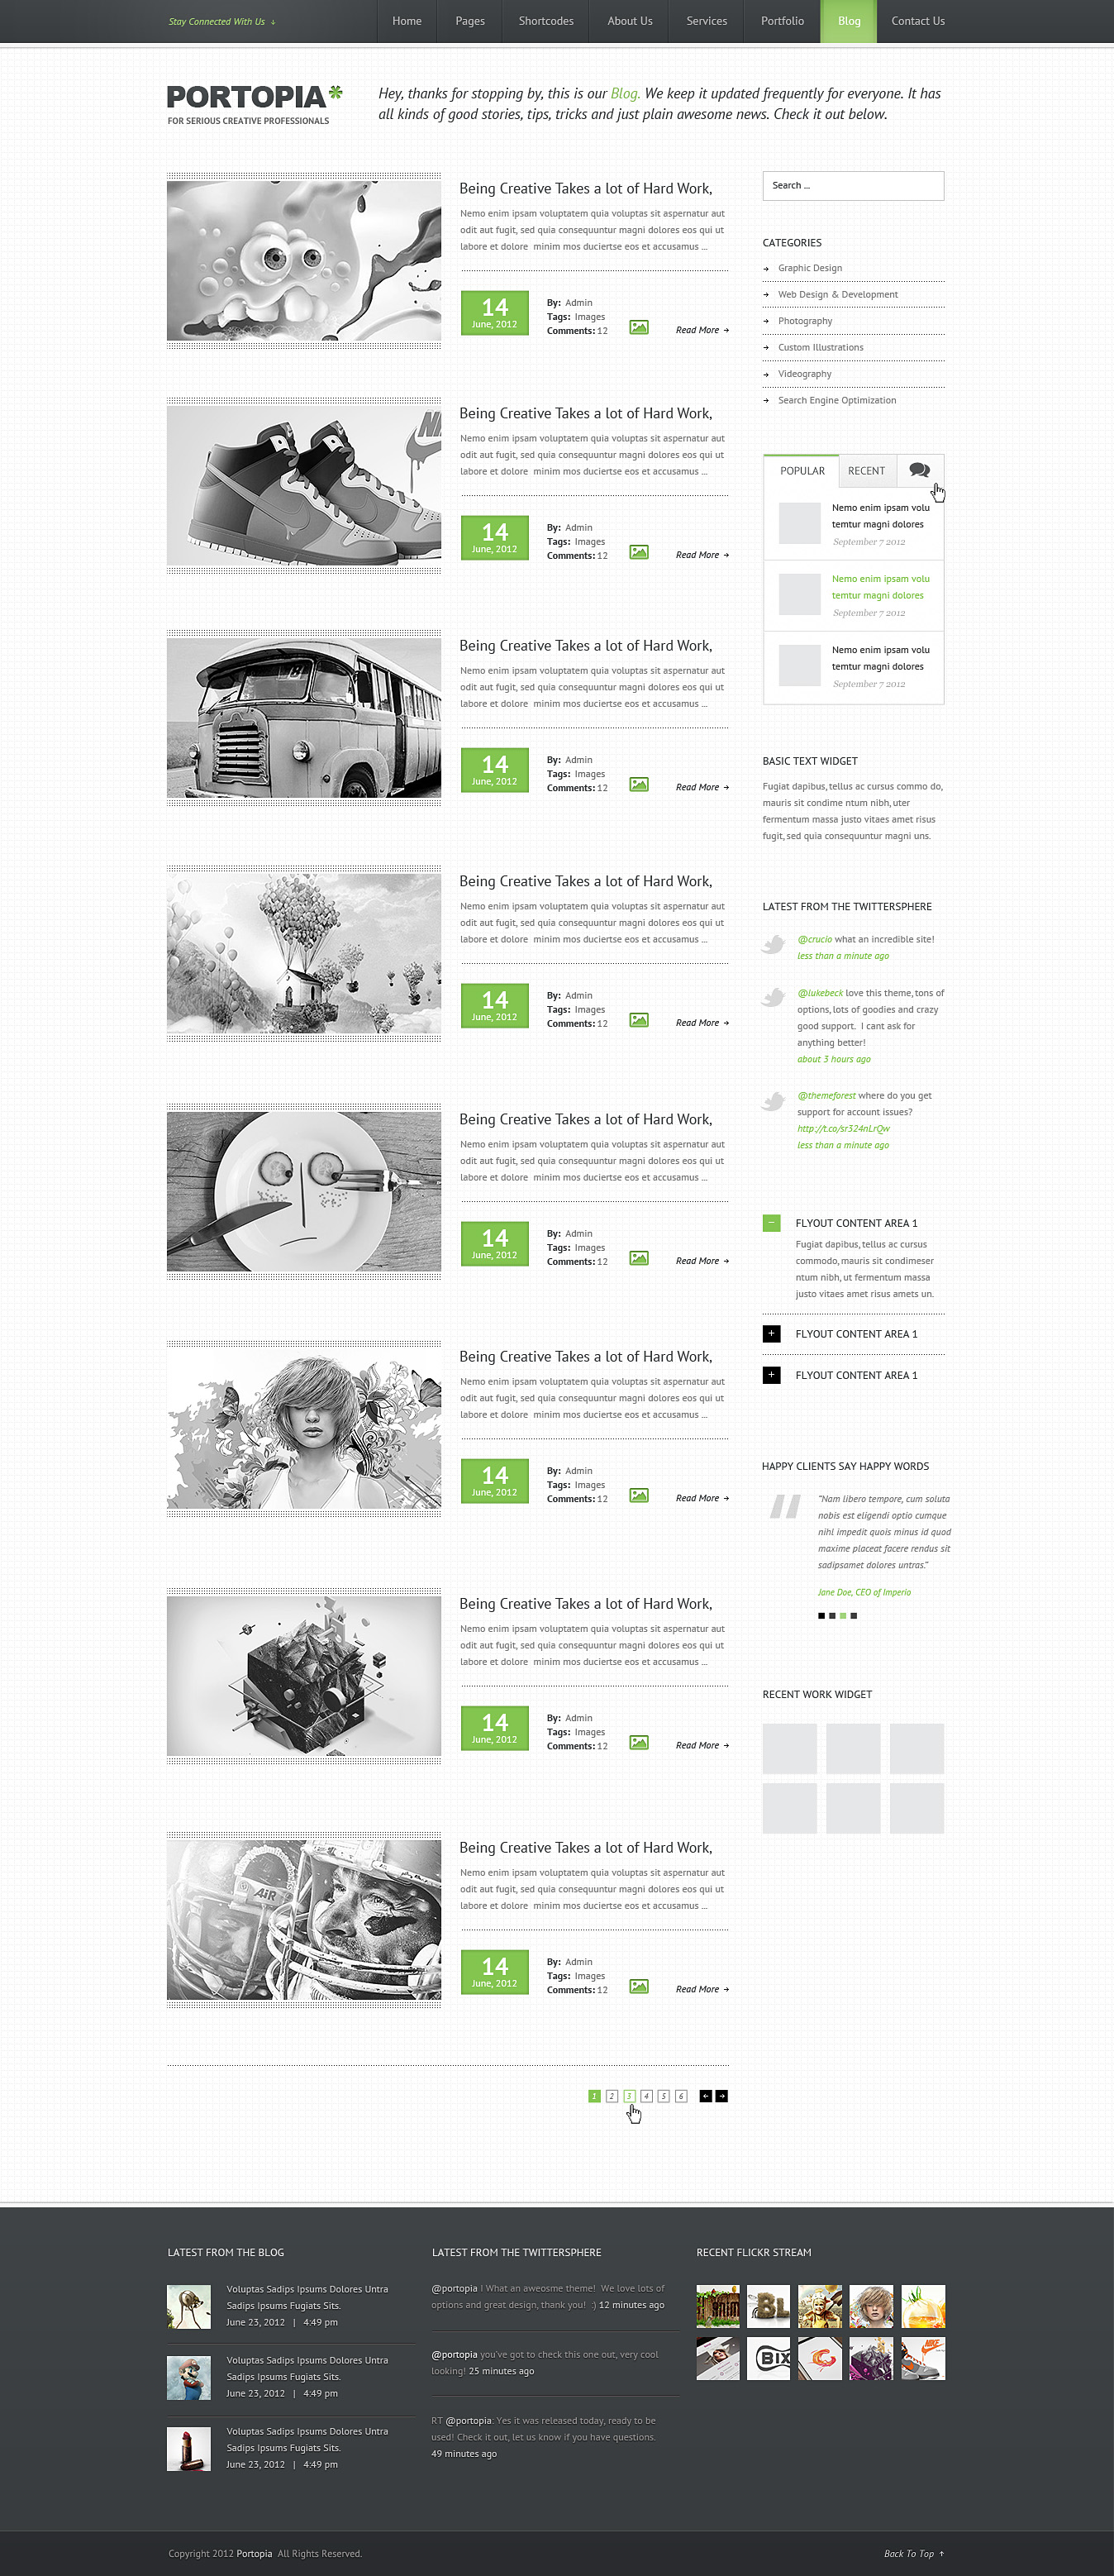 Stay Connected With Us ↓
Home
Pages
Shortcodes
About Us
Services
Portfolio
Blog
Contact Us
PORTOPIA
FOR SERIOUS CREATIVE PROFESSIONALS
Hey, thanks for stopping by, this is our Blog. We keep it updated frequently for everyone. It has
all kinds of good stories, tips, tricks and just plain awesome news. Check it out below.
Being Creative Takes a lot of Hard Work,
Nemo enim ipsam voluptatem quia voluptas sit aspernatur aut
odit aut fugit, sed quia consequuntur magni dolores eos qui ut
labore et dolore  minim mos duciertse eos et accusamus ...
14
June, 2012
By: Admin
Tags: Images
Comments: 12
Read More →
Being Creative Takes a lot of Hard Work,
Nemo enim ipsam voluptatem quia voluptas sit aspernatur aut
odit aut fugit, sed quia consequuntur magni dolores eos qui ut
labore et dolore  minim mos duciertse eos et accusamus ...
14
June, 2012
By: Admin
Tags: Images
Comments: 12
Read More →
18
Being Creative Takes a lot of Hard Work,
Nemo enim ipsam voluptatem quia voluptas sit aspernatur aut
odit aut fugit, sed quia consequuntur magni dolores eos qui ut
labore et dolore  minim mos duciertse eos et accusamus ...
14
June, 2012
By: Admin
Tags: Images
Comments: 12
Read More →
Being Creative Takes a lot of Hard Work,
Nemo enim ipsam voluptatem quia voluptas sit aspernatur aut
odit aut fugit, sed quia consequuntur magni dolores eos qui ut
labore et dolore  minim mos duciertse eos et accusamus ...
14
June, 2012
By: Admin
Tags: Images
Comments: 12
Read More →
Being Creative Takes a lot of Hard Work,
Nemo enim ipsam voluptatem quia voluptas sit aspernatur aut
odit aut fugit, sed quia consequuntur magni dolores eos qui ut
labore et dolore  minim mos duciertse eos et accusamus ...
14
June, 2012
By: Admin
Tags: Images
Comments: 12
Read More →
Being Creative Takes a lot of Hard Work,
Nemo enim ipsam voluptatem quia voluptas sit aspernatur aut
odit aut fugit, sed quia consequuntur magni dolores eos qui ut
labore et dolore  minim mos duciertse eos et accusamus ...
14
June, 2012
By: Admin
Tags: Images
Comments: 12
Read More →
Being Creative Takes a lot of Hard Work,
Nemo enim ipsam voluptatem quia voluptas sit aspernatur aut
odit aut fugit, sed quia consequuntur magni dolores eos qui ut
labore et dolore  minim mos duciertse eos et accusamus ...
14
June, 2012
By: Admin
Tags: Images
Comments: 12
Read More →
AiR
Being Creative Takes a lot of Hard Work,
Nemo enim ipsam voluptatem quia voluptas sit aspernatur aut
odit aut fugit, sed quia consequuntur magni dolores eos qui ut
labore et dolore  minim mos duciertse eos et accusamus ...
14
June, 2012
By: Admin
Tags: Images
Comments: 12
Read More →
1 2 3 4 5 6 ← →
Search ...
CATEGORIES
→ Graphic Design
→ Web Design & Development
→ Photography
→ Custom Illustrations
→ Videography
→ Search Engine Optimization
POPULAR
RECENT
Nemo enim ipsam volu
temtur magni dolores
September 7 2012
Nemo enim ipsam volu
temtur magni dolores
September 7 2012
Nemo enim ipsam volu
temtur magni dolores
September 7 2012
BASIC TEXT WIDGET
Fugiat dapibus, tellus ac cursus commo do,
mauris sit condime ntum nibh, uter
fermentum massa justo vitaes amet risus
fugit, sed quia consequuntur magni uns.
LATEST FROM THE TWITTERSPHERE
@crucio what an incredible site!
less than a minute ago
@lukebeck love this theme, tons of
options, lots of goodies and crazy
good support.  I cant ask for
anything better!
about 3 hours ago
@themeforest where do you get
support for account issues?
http://t.co/sr324nLrQw
less than a minute ago
− FLYOUT CONTENT AREA 1
Fugiat dapibus, tellus ac cursus
commodo, mauris sit condimeser
ntum nibh, ut fermentum massa
justo vitaes amet risus amets un.
+ FLYOUT CONTENT AREA 1
+ FLYOUT CONTENT AREA 1
HAPPY CLIENTS SAY HAPPY WORDS
"Nam libero tempore, cum soluta
nobis est eligendi optio cumque
nihl impedit quois minus id quod
maxime placeat facere rendus sit
sadipsamet dolores untras."
Jane Doe, CEO of Imperio
RECENT WORK WIDGET
LATEST FROM THE BLOG
Voluptas Sadips Ipsums Dolores Untra
Sadips Ipsums Fugiats Sits.
June 23, 2012 | 4:49 pm
Voluptas Sadips Ipsums Dolores Untra
Sadips Ipsums Fugiats Sits.
June 23, 2012 | 4:49 pm
Voluptas Sadips Ipsums Dolores Untra
Sadips Ipsums Fugiats Sits.
June 23, 2012 | 4:49 pm
LATEST FROM THE TWITTERSPHERE
@portopia I What an aweosme theme!  We love lots of
options and great design, thank you!  :) 12 minutes ago
@portopia you've got to check this one out, very cool
looking! 25 minutes ago
RT @portopia: Yes it was released today, ready to be
used! Check it out, let us know if you have questions.
49 minutes ago
RECENT FLICKR STREAM
BIX
Copyright 2012 Portopia  All Rights Reserved.
Back To Top ↑